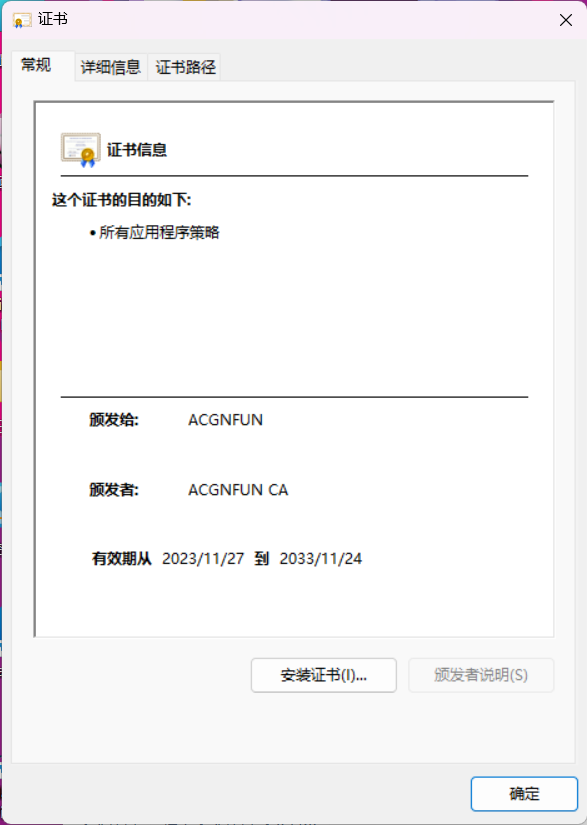 证书
常规
详细信息
证书路径
证书信息
这个证书的目的如下:
• 所有应用程序策略
颁发给: ACGNFUN
颁发者: ACGNFUN CA
有效期从 2023/11/27 到 2033/11/24
安装证书(I)...
颁发者说明(S)
确定